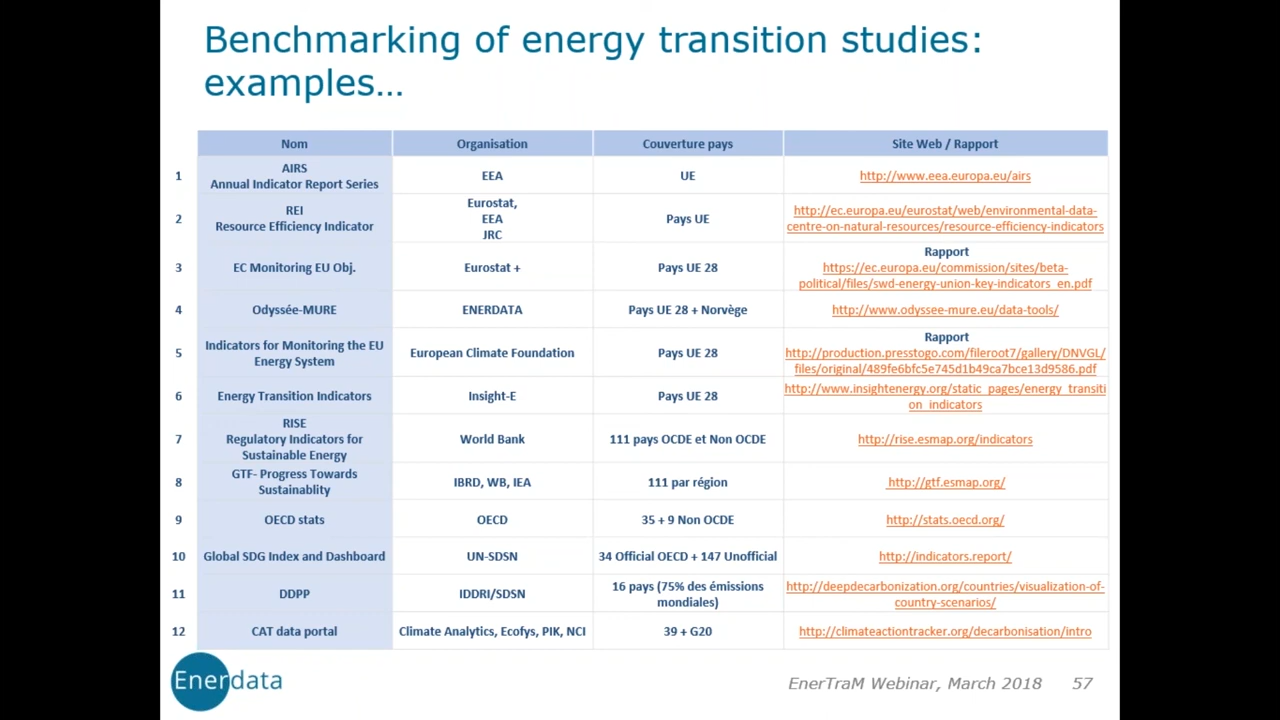 Benchmarking of energy transition studies:
examples…
Nom Organisation Couverture pays Site Web / Rapport
1
AIRS
Annual Indicator Report Series
EEA
UE
http://www.eea.europa.eu/airs
2
REI
Resource Efficiency Indicator
Eurostat,
EEA
JRC
Pays UE
http://ec.europa.eu/eurostat/web/environmental-data-
centre-on-natural-resources/resource-efficiency-indicators
3
EC Monitoring EU Obj.
Eurostat +
Pays UE 28
Rapport
https://ec.europa.eu/commission/sites/beta-
political/files/swd-energy-union-key-indicators_en.pdf
4
Odyssée-MURE
ENERDATA
Pays UE 28 + Norvège
http://www.odyssee-mure.eu/data-tools/
5
Indicators for Monitoring the EU
Energy System
European Climate Foundation
Pays UE 28
Rapport
http://production.presstogo.com/fileroot7/gallery/DNVGL/
files/original/489fe6bfc5e745d1b49ca7bce13d9586.pdf
6
Energy Transition Indicators
Insight-E
Pays UE 28
http://www.insightenergy.org/static_pages/energy_transiti
on_indicators
7
RISE
Regulatory Indicators for
Sustainable Energy
World Bank
111 pays OCDE et Non OCDE
http://rise.esmap.org/indicators
8
GTF- Progress Towards
Sustainablity
IBRD, WB, IEA
111 par région
http://gtf.esmap.org/
9
OECD stats
OECD
35 + 9 Non OCDE
http://stats.oecd.org/
10
Global SDG Index and Dashboard
UN-SDSN
34 Official OECD + 147 Unofficial
http://indicators.report/
11
DDPP
IDDRI/SDSN
16 pays (75% des émissions
mondiales)
http://deepdecarbonization.org/countries/visualization-of-
country-scenarios/
12
CAT data portal
Climate Analytics, Ecofys, PIK, NCI
39 + G20
http://climateactiontracker.org/decarbonisation/intro
Enerdata
EnerTraM Webinar, March 2018 57